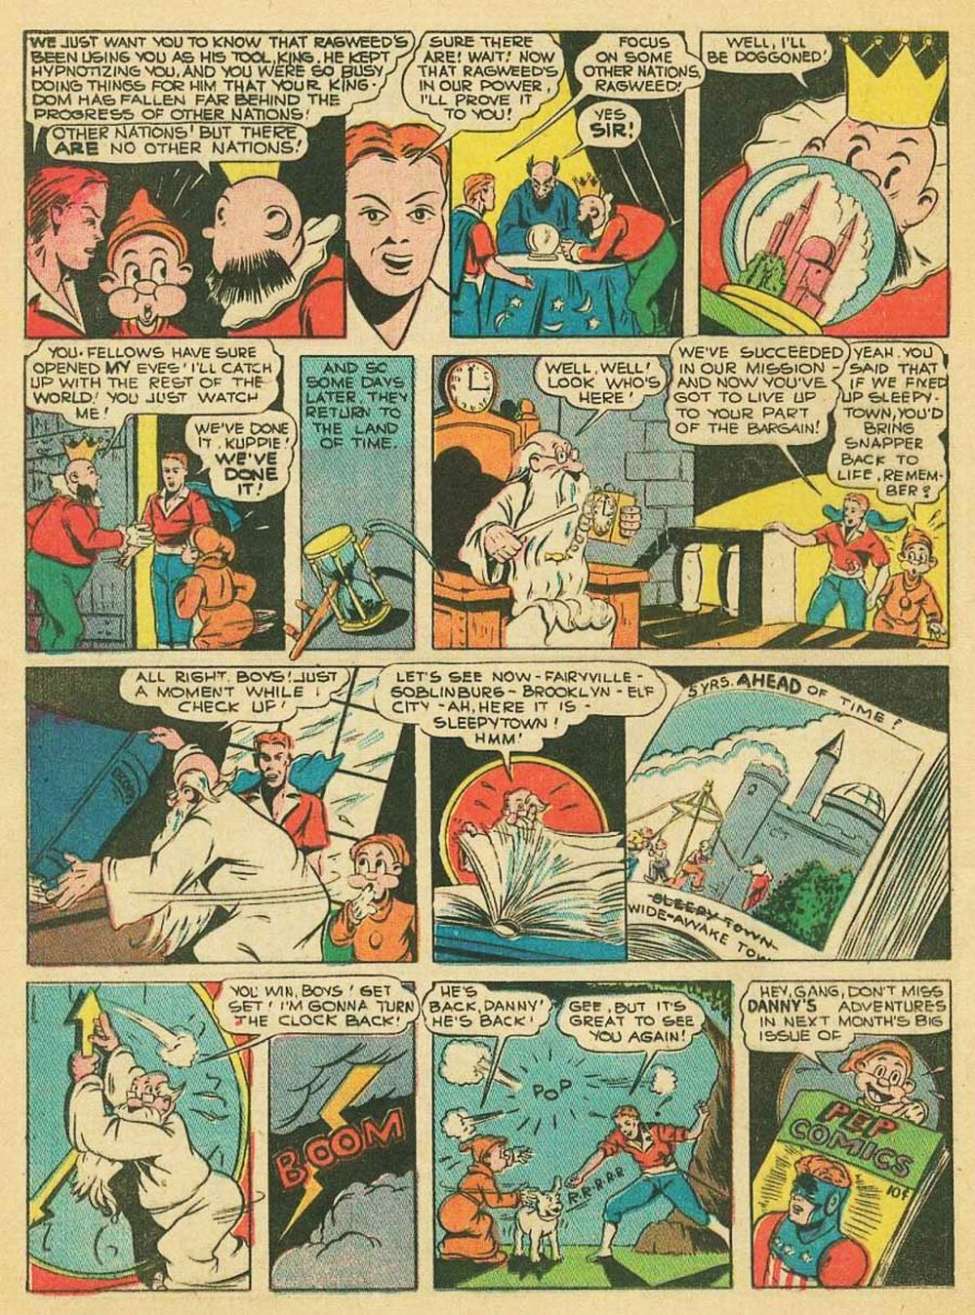 WE JUST WANT YOU TO KNOW THAT RAGWEED'S
BEEN USING YOU AS HIS TOOL, KING. HE KEPT
HYPNOTIZING YOU, AND YOU WERE SO BUSY
DOING THINGS FOR HIM THAT YOUR KING-
DOM HAS FALLEN FAR BEHIND THE
PROGRESS OF OTHER NATIONS!
OTHER NATIONS! BUT THERE
ARE NO OTHER NATIONS!
SURE THERE
ARE! WAIT! NOW
THAT RAGWEED'S
IN OUR POWER,
I'LL PROVE IT
TO YOU!
FOCUS
ON SOME
OTHER NATIONS,
RAGWEED!
YES
SIR!
WELL, I'LL
BE DOGGONED!
YOU FELLOWS HAVE SURE
OPENED MY EYES! I'LL CATCH
UP WITH THE REST OF THE
WORLD! YOU JUST WATCH
ME!
WE'VE DONE
IT, KUPPIE!
WE'VE
DONE
IT!
AND SO
SOME DAYS
LATER, THEY
RETURN TO
THE LAND
OF TIME.
WELL, WELL!
LOOK WHO'S
HERE!
WE'VE SUCCEEDED
IN OUR MISSION-
AND NOW YOU'VE
GOT TO LIVE UP
TO YOUR PART
OF THE BARGAIN!
YEAH. YOU
SAID THAT
IF WE FIXED
UP SLEEPY-
TOWN, YOU'D
BRING
SNAPPER
BACK TO
LIFE, REMEM-
BER?
ALL RIGHT, BOYS! JUST
A MOMENT WHILE I
CHECK UP!
LET'S SEE NOW - FAIRYVILLE -
GOBLINBURG - BROOKLYN - ELF
CITY - AH, HERE IT IS -
SLEEPYTOWN!
HMM!
5 YRS. AHEAD OF TIME!
SLEEPY TOWN
WIDE-AWAKE TOWN
YOU WIN, BOYS! GET
SET! I'M GONNA TURN
THE CLOCK BACK!
BOOM
HE'S
BACK, DANNY!
HE'S BACK!
GEE, BUT IT'S
GREAT TO SEE
YOU AGAIN!
POP
R-R-R-R-R
HEY, GANG, DON'T MISS
DANNY'S ADVENTURES
IN NEXT MONTH'S BIG
ISSUE OF
PEP
COMICS
10¢